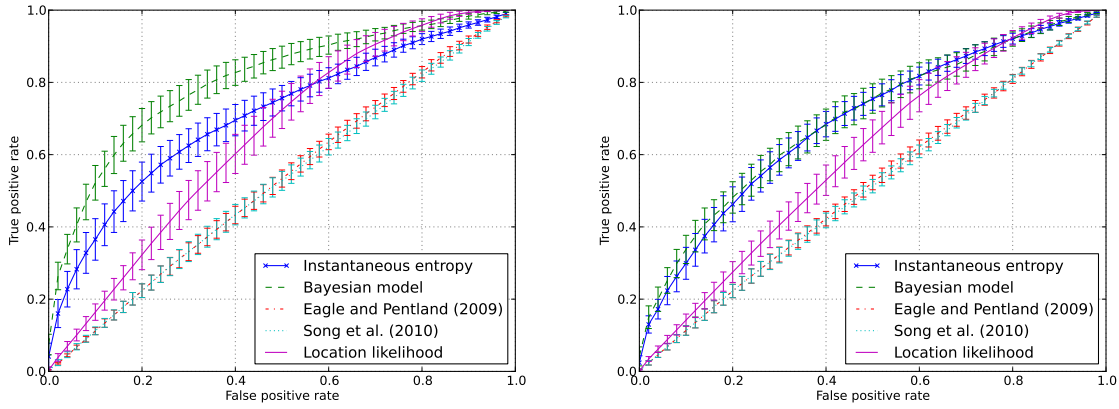 1.0
0.8
0.6
0.4
0.2
0.0
True positive rate
0.0 0.2 0.4 0.6 0.8 1.0
False positive rate
Instantaneous entropy
Bayesian model
Eagle and Pentland (2009)
Song et al. (2010)
Location likelihood
1.0
0.8
0.6
0.4
0.2
0.0
True positive rate
0.0 0.2 0.4 0.6 0.8 1.0
False positive rate
Instantaneous entropy
Bayesian model
Eagle and Pentland (2009)
Song et al. (2010)
Location likelihood